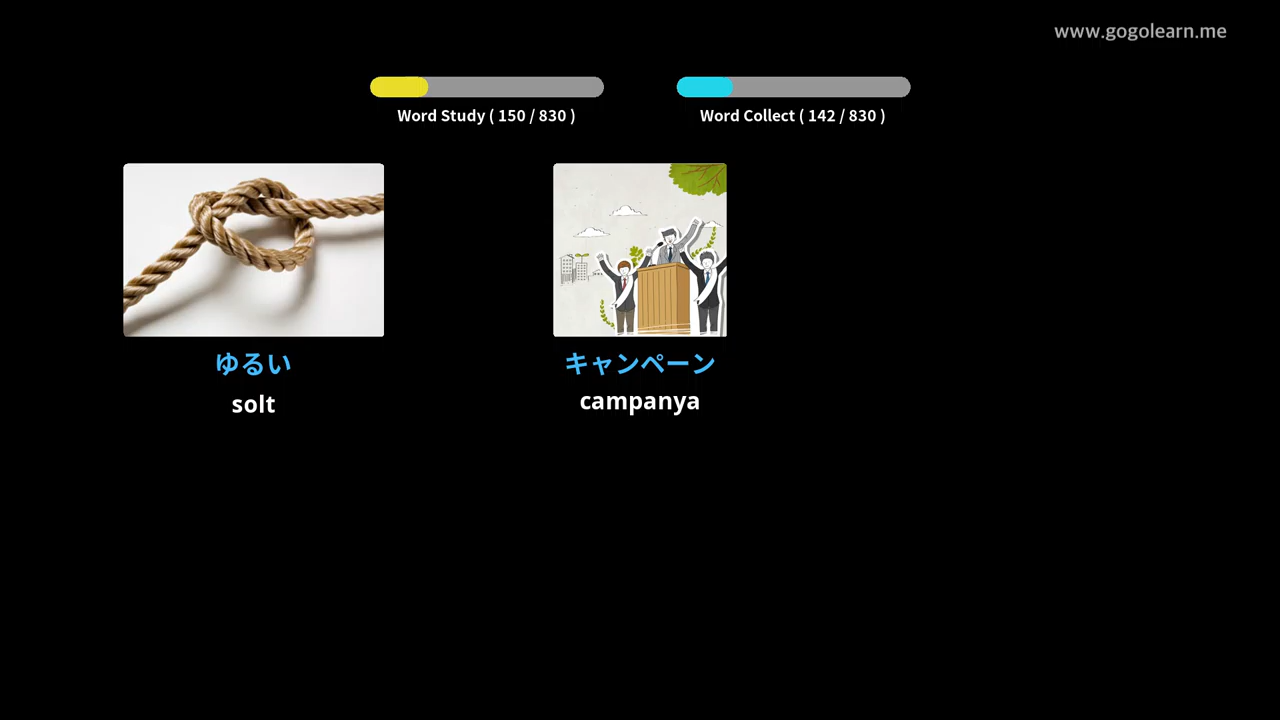 www.gogolearn.me
Word Study ( 150 / 830 )
Word Collect ( 142 / 830 )
ゆるい
solt
キャンペーン
campanya